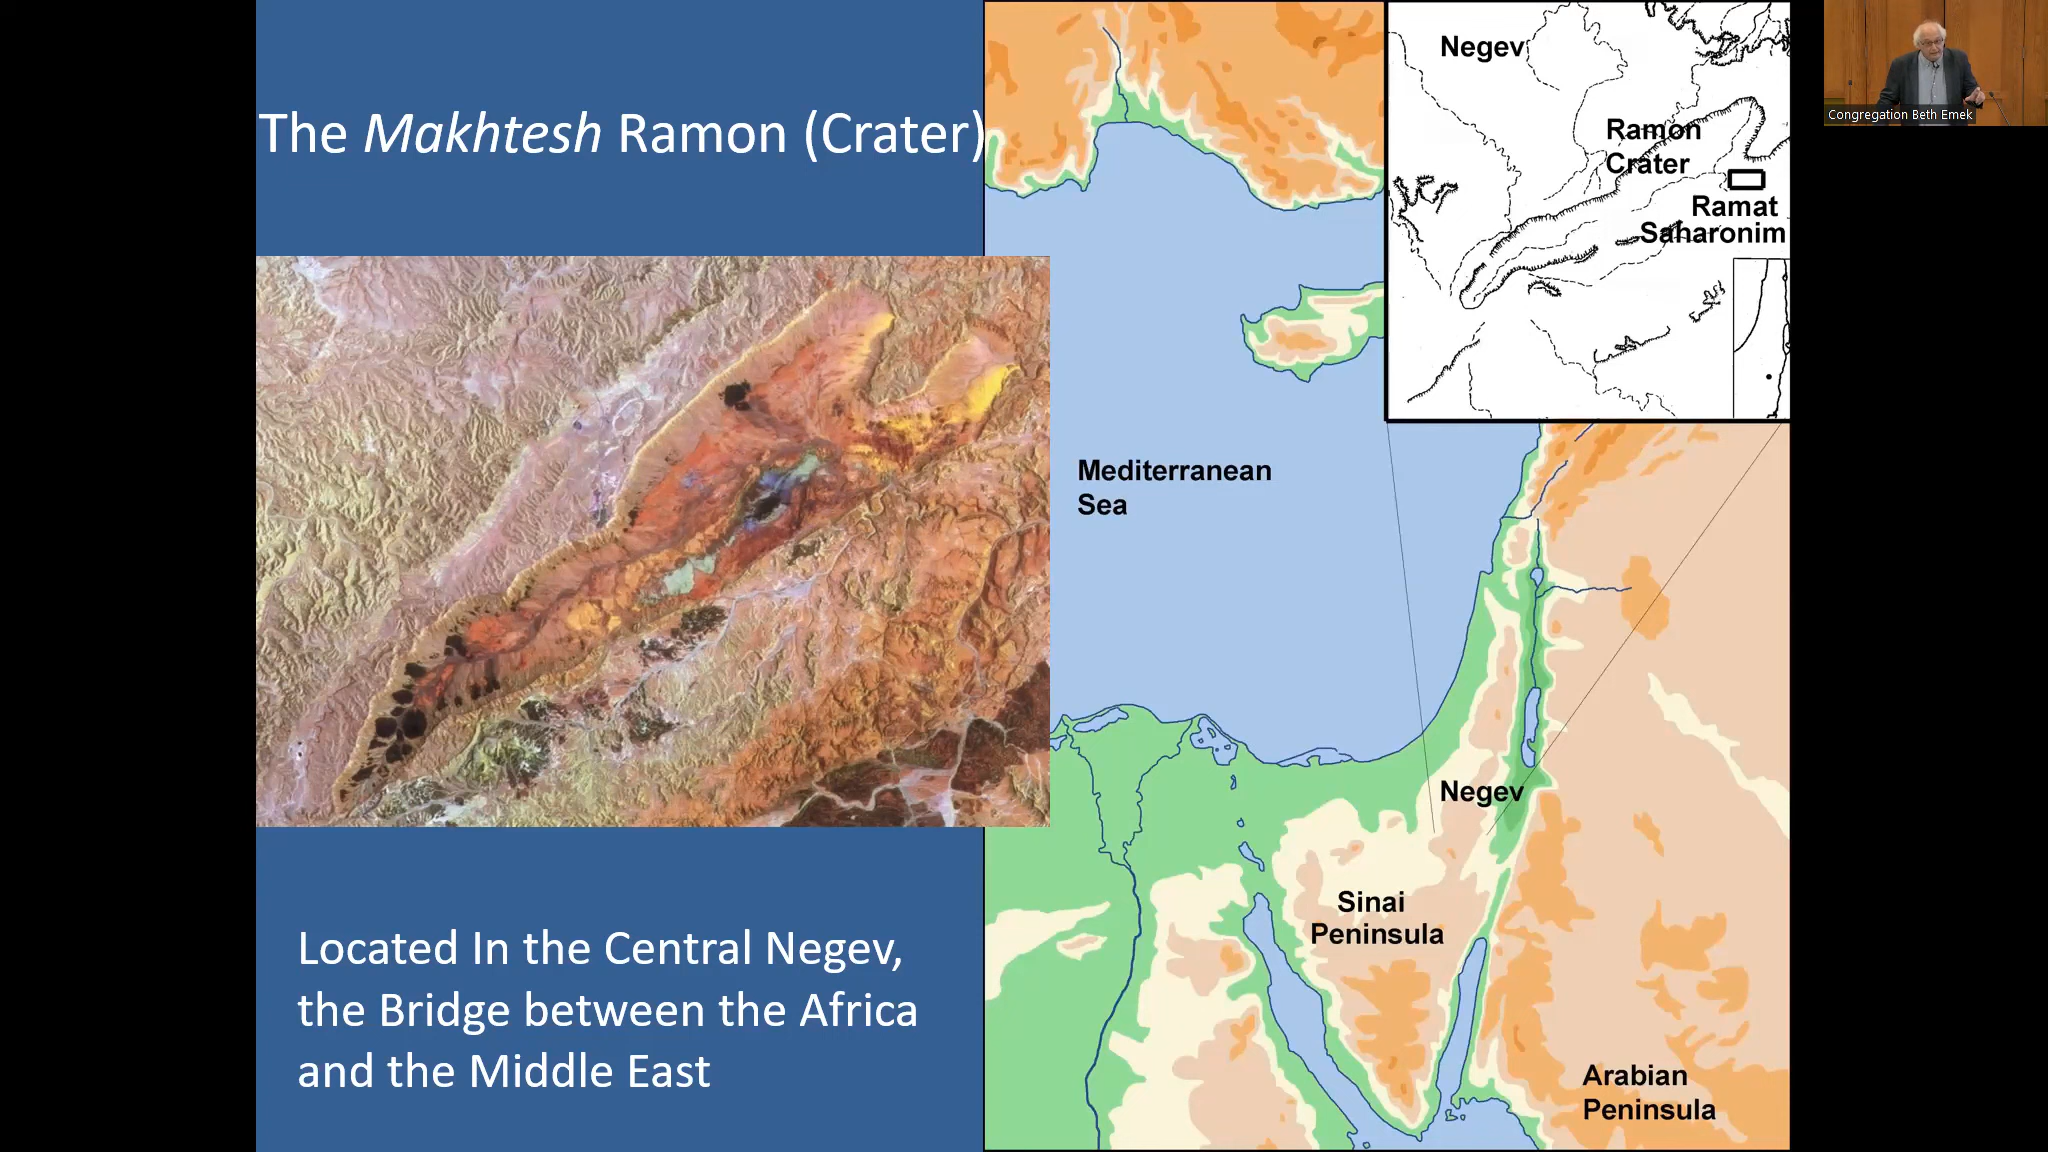 The Makhtesh Ramon (Crater)
Located In the Central Negev,
the Bridge between the Africa
and the Middle East
Negev
Ramon
Crater
Ramat
Saharonim
Mediterranean
Sea
Negev
Sinai
Peninsula
Arabian
Peninsula
Congregation Beth Emek